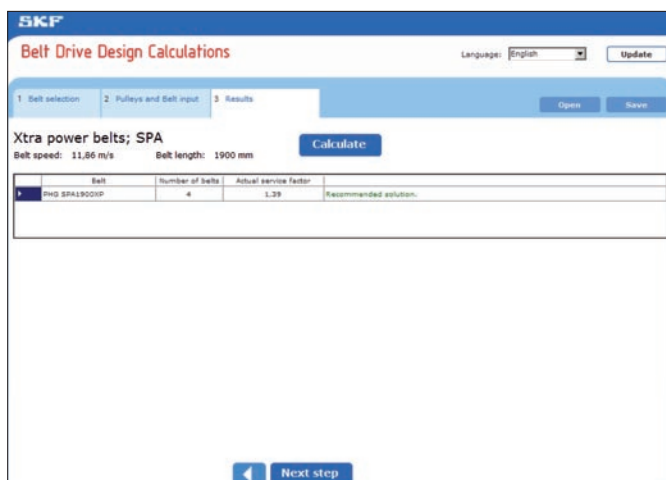 SKF
Belt Drive Design Calculations
Language: English Update
1 Belt selection 2 Pulleys and Belt input 3 Results Open Save
Xtra power belts; SPA Calculate
Belt speed: 11,86 m/s Belt length: 1900 mm
Belt Number of belts Actual service factor
PHG SPA1900XP 4 1,39 Recommended solution.
Next step